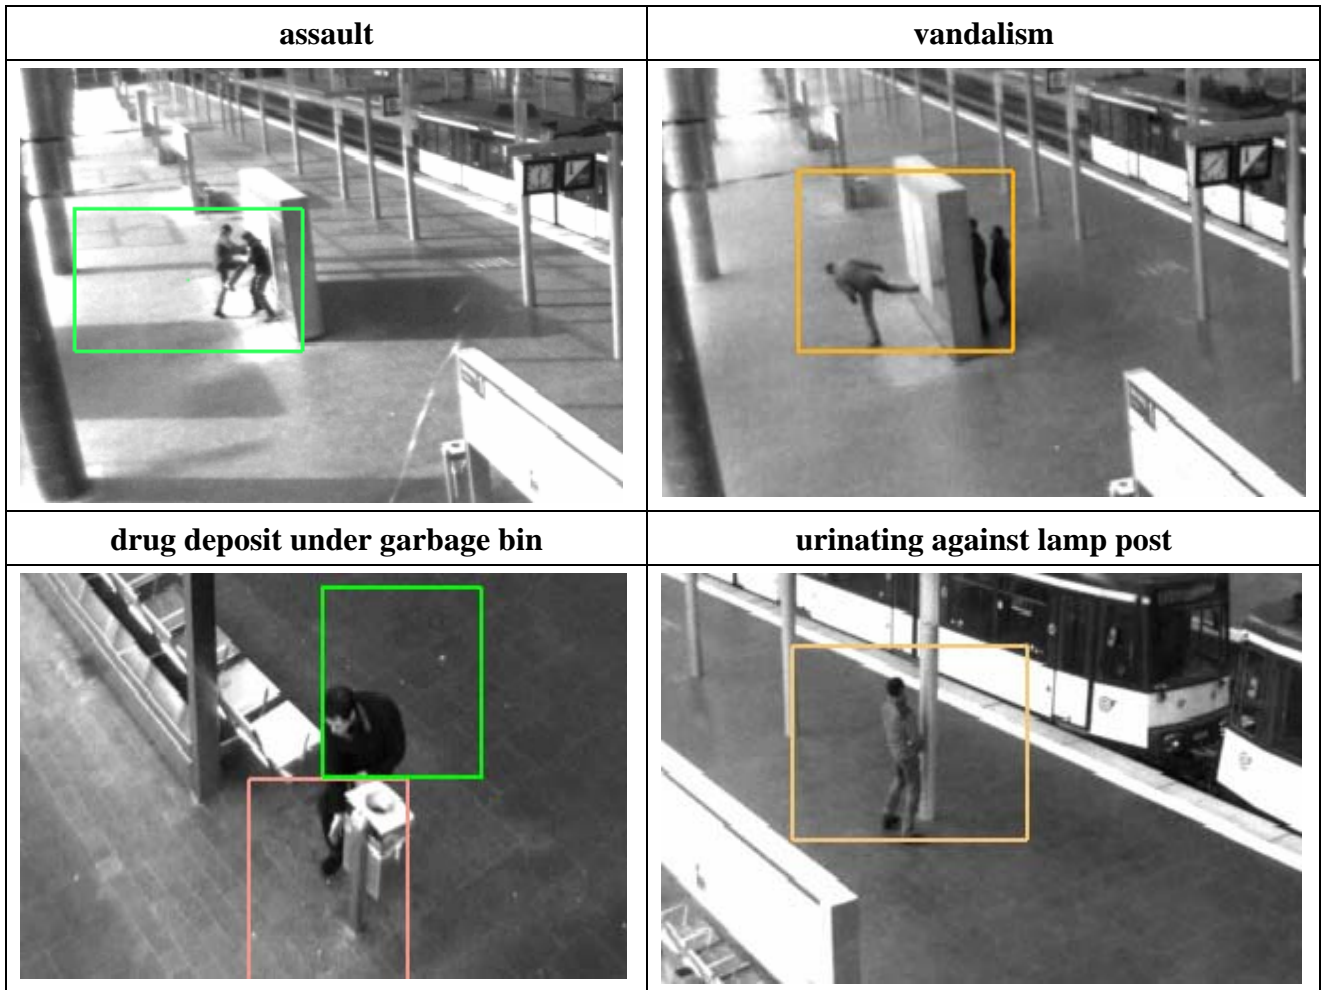 assault
vandalism
drug deposit under garbage bin
urinating against lamp post